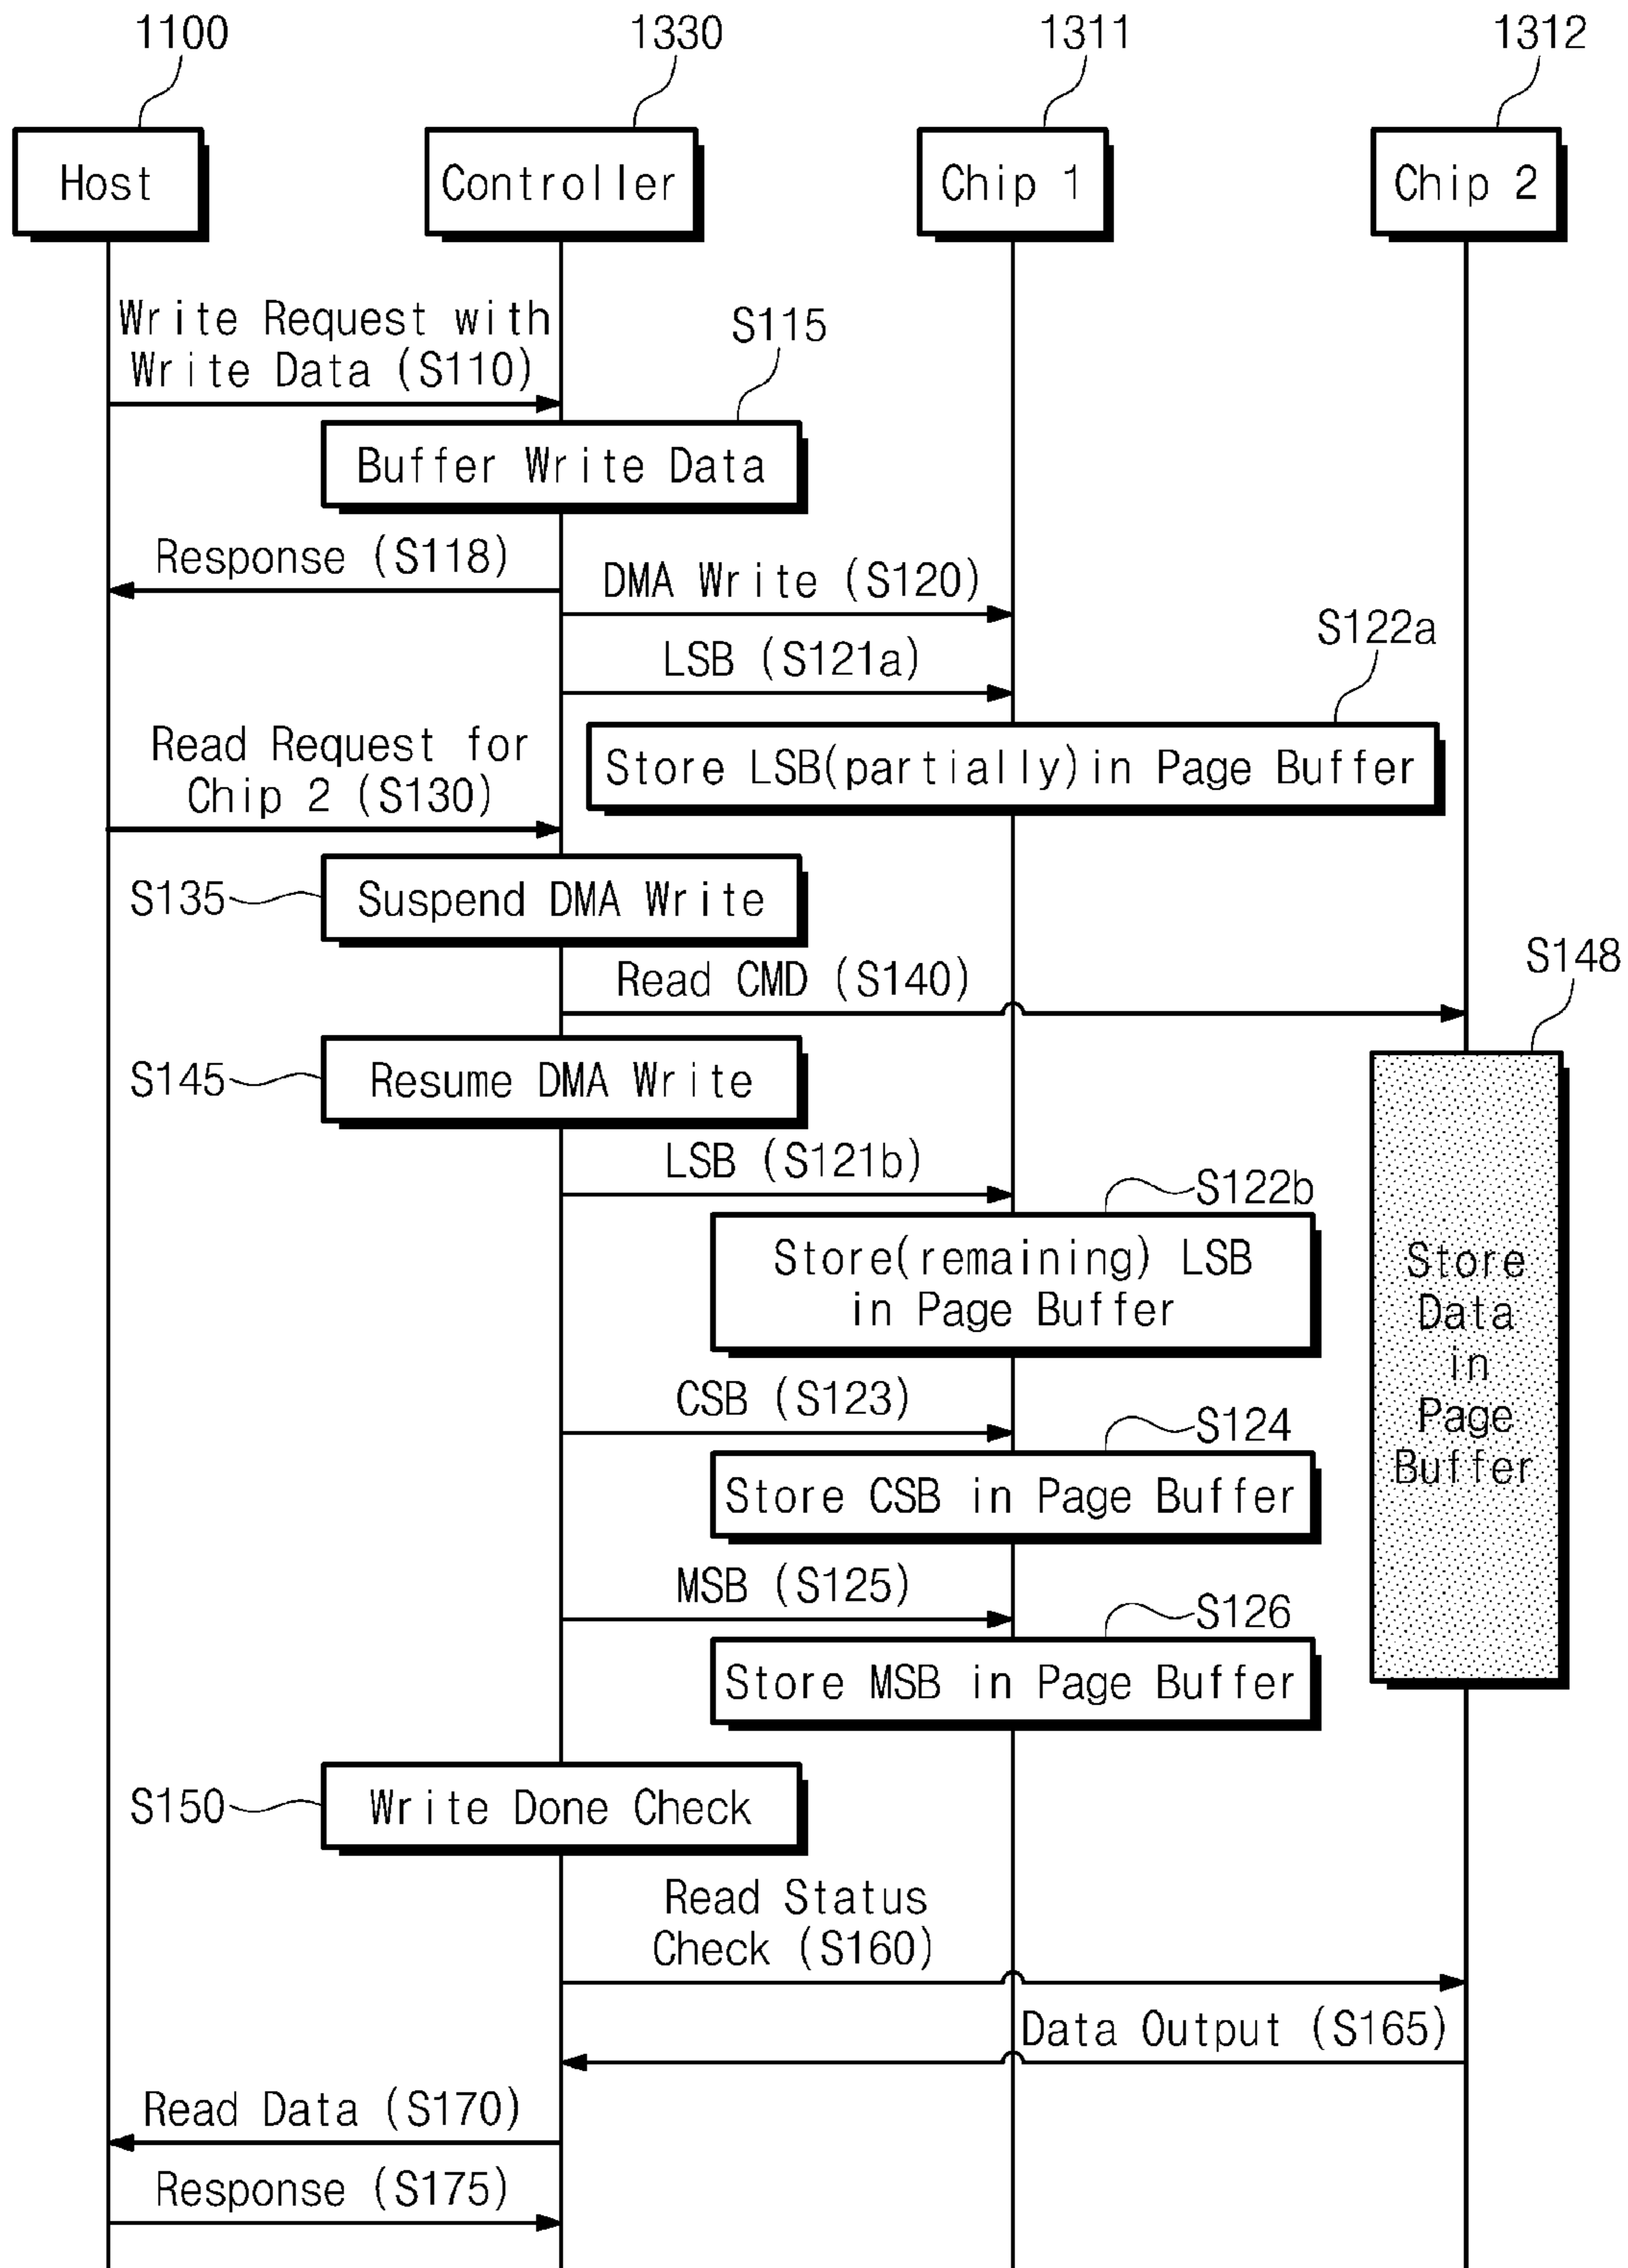 1100
1330
1311
1312
Host
Controller
Chip 1
Chip 2
Write Request with
Write Data (S110)
S115
Buffer Write Data
Response (S118)
DMA Write (S120)
LSB (S121a)
S122a
Read Request for
Chip 2 (S130)
Store LSB(partially)in Page Buffer
S135
Suspend DMA Write
Read CMD (S140)
S148
S145
Resume DMA Write
LSB (S121b)
S122b
Store(remaining) LSB
in Page Buffer
Store
Data
in
Page
Buffer
CSB (S123)
S124
Store CSB in Page Buffer
MSB (S125)
S126
Store MSB in Page Buffer
S150
Write Done Check
Read Status
Check (S160)
Data Output (S165)
Read Data (S170)
Response (S175)